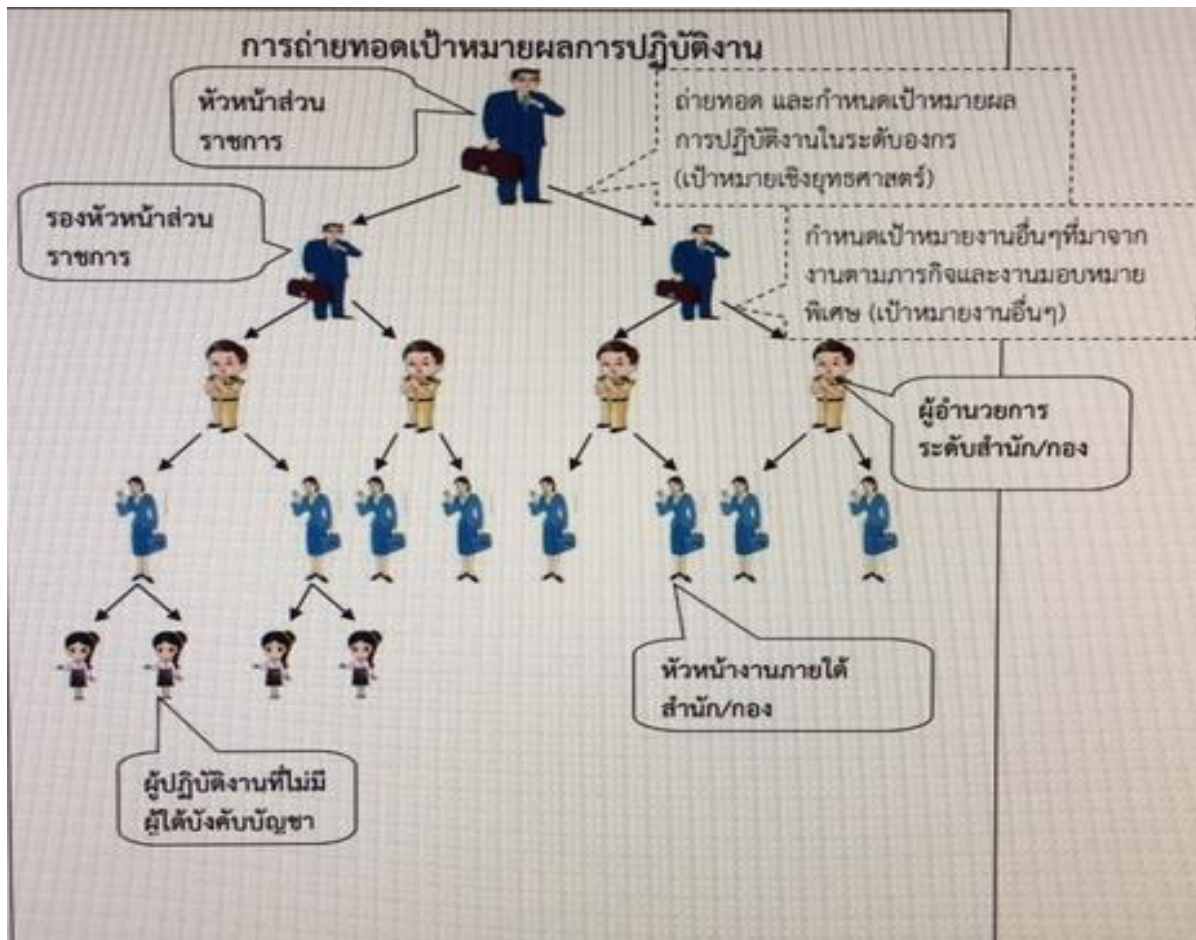 การถ่ายทอดเป้าหมายผลการปฏิบัติงาน
หัวหน้าส่วน
ราชการ
ถ่ายทอด และกำหนดเป้าหมายผล
การปฏิบัติงานในระดับองกร
(เป้าหมายเชิงยุทธศาสตร์)
รองหัวหน้าส่วน
ราชการ
กำหนดเป้าหมายงานอื่นๆที่มาจาก
งานตามภารกิจและงานมอบหมาย
พิเศษ (เป้าหมายงานอื่นๆ)
ผู้อำนวยการ
ระดับสำนัก/กอง
หัวหน้างานภายใต้
สำนัก/กอง
ผู้ปฏิบัติงานที่ไม่มี
ผู้ใต้บังคับบัญชา